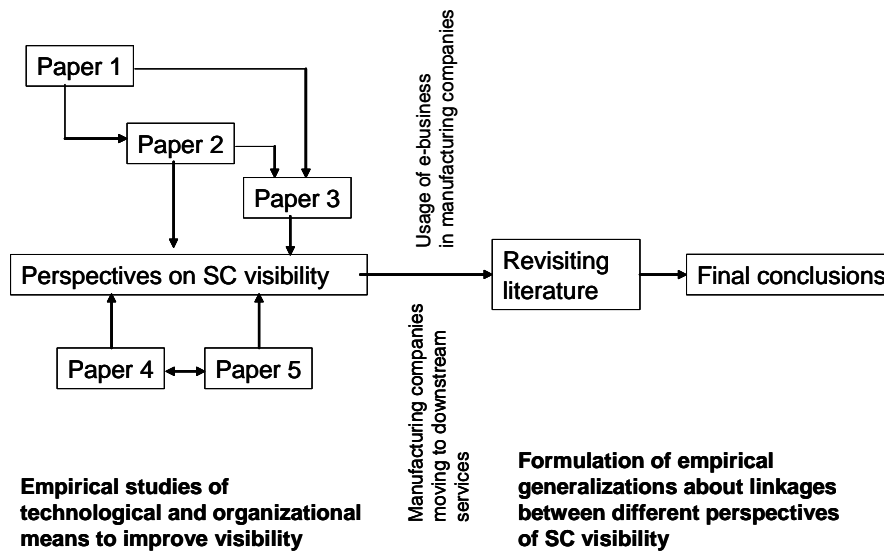 Paper 1
Paper 2
Paper 3
Usage of e-business
in manufacturing companies
Perspectives on SC visibility
Revisiting
literature
Final conclusions
Paper 4
Paper 5
Manufacturing companies
moving to downstream
services
Empirical studies of
technological and organizational
means to improve visibility
Formulation of empirical
generalizations about linkages
between different perspectives
of SC visibility